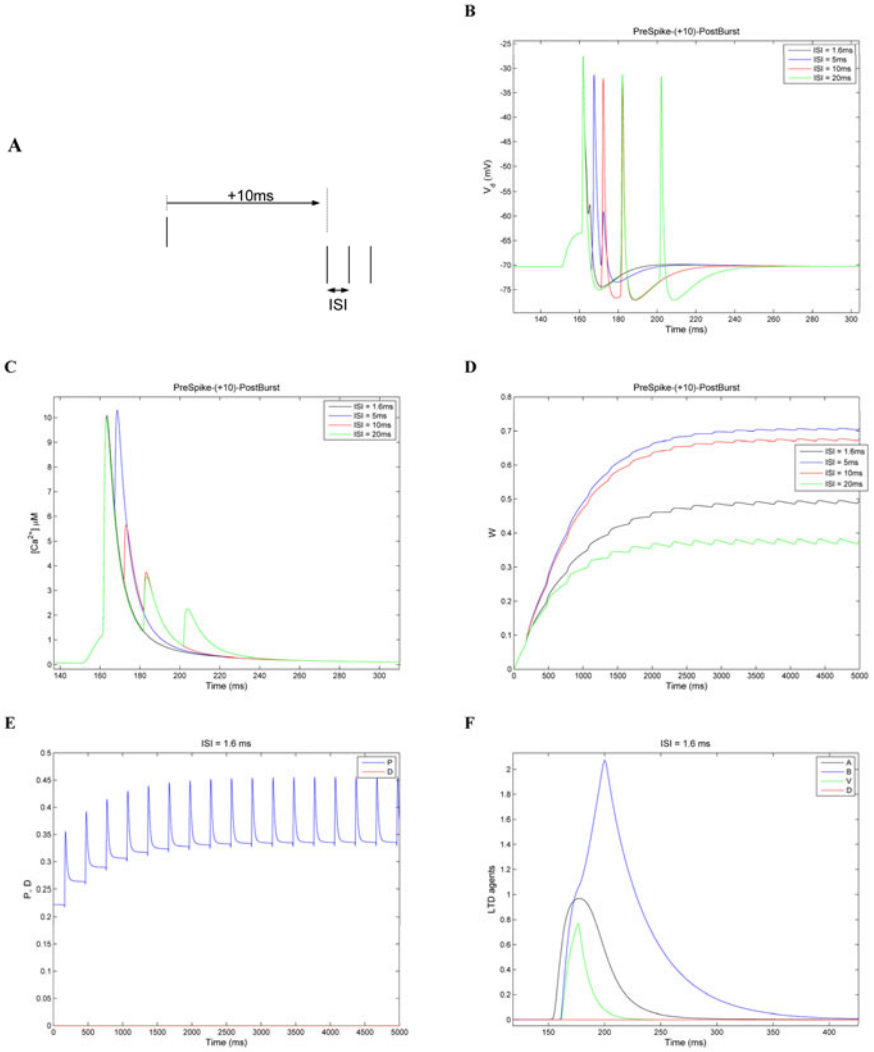 A
+10ms
ISI
B
PreSpike-(+10)-PostBurst
ISI = 1.6ms
ISI = 5ms
ISI = 10ms
ISI = 20ms
-25
-30
-35
-40
-45
-50
-55
-60
-65
-70
-75
V_d (mV)
140 160 180 200 220 240 260 280 300
Time (ms)
C
PreSpike-(+10)-PostBurst
ISI = 1.6ms
ISI = 5ms
ISI = 10ms
ISI = 20ms
10
9
8
7
6
5
4
3
2
1
0
[Ca²⁺] μM
140 160 180 200 220 240 260 280 300
Time (ms)
D
PreSpike-(+10)-PostBurst
0.8
0.7
0.6
0.5
0.4
0.3
0.2
0.1
0
W
ISI = 1.6ms
ISI = 5ms
ISI = 10ms
ISI = 20ms
0 500 1000 1500 2000 2500 3000 3500 4000 4500 5000
Time (ms)
E
ISI = 1.6 ms
P
D
0.5
0.45
0.4
0.35
0.3
0.25
0.2
0.15
0.1
0.05
0
P, D
0 500 1000 1500 2000 2500 3000 3500 4000 4500 5000
Time (ms)
F
ISI = 1.6 ms
A
B
V
D
2
1.8
1.6
1.4
1.2
1
0.8
0.6
0.4
0.2
0
LTD agents
150 200 250 300 350 400
Time (ms)